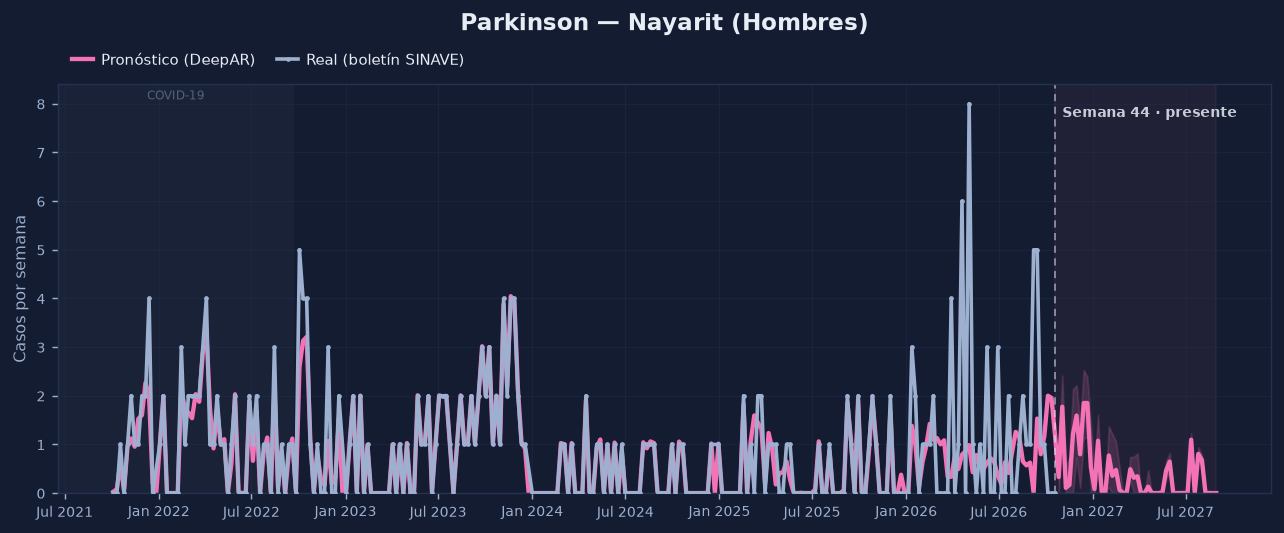 Parkinson — Nayarit (Hombres)
Pronóstico (DeepAR)
Real (boletín SINAVE)
COVID-19
Semana 44 · presente
Casos por semana
8
7
6
5
4
3
2
1
0
Jul 2021
Jan 2022
Jul 2022
Jan 2023
Jul 2023
Jan 2024
Jul 2024
Jan 2025
Jul 2025
Jan 2026
Jul 2026
Jan 2027
Jul 2027